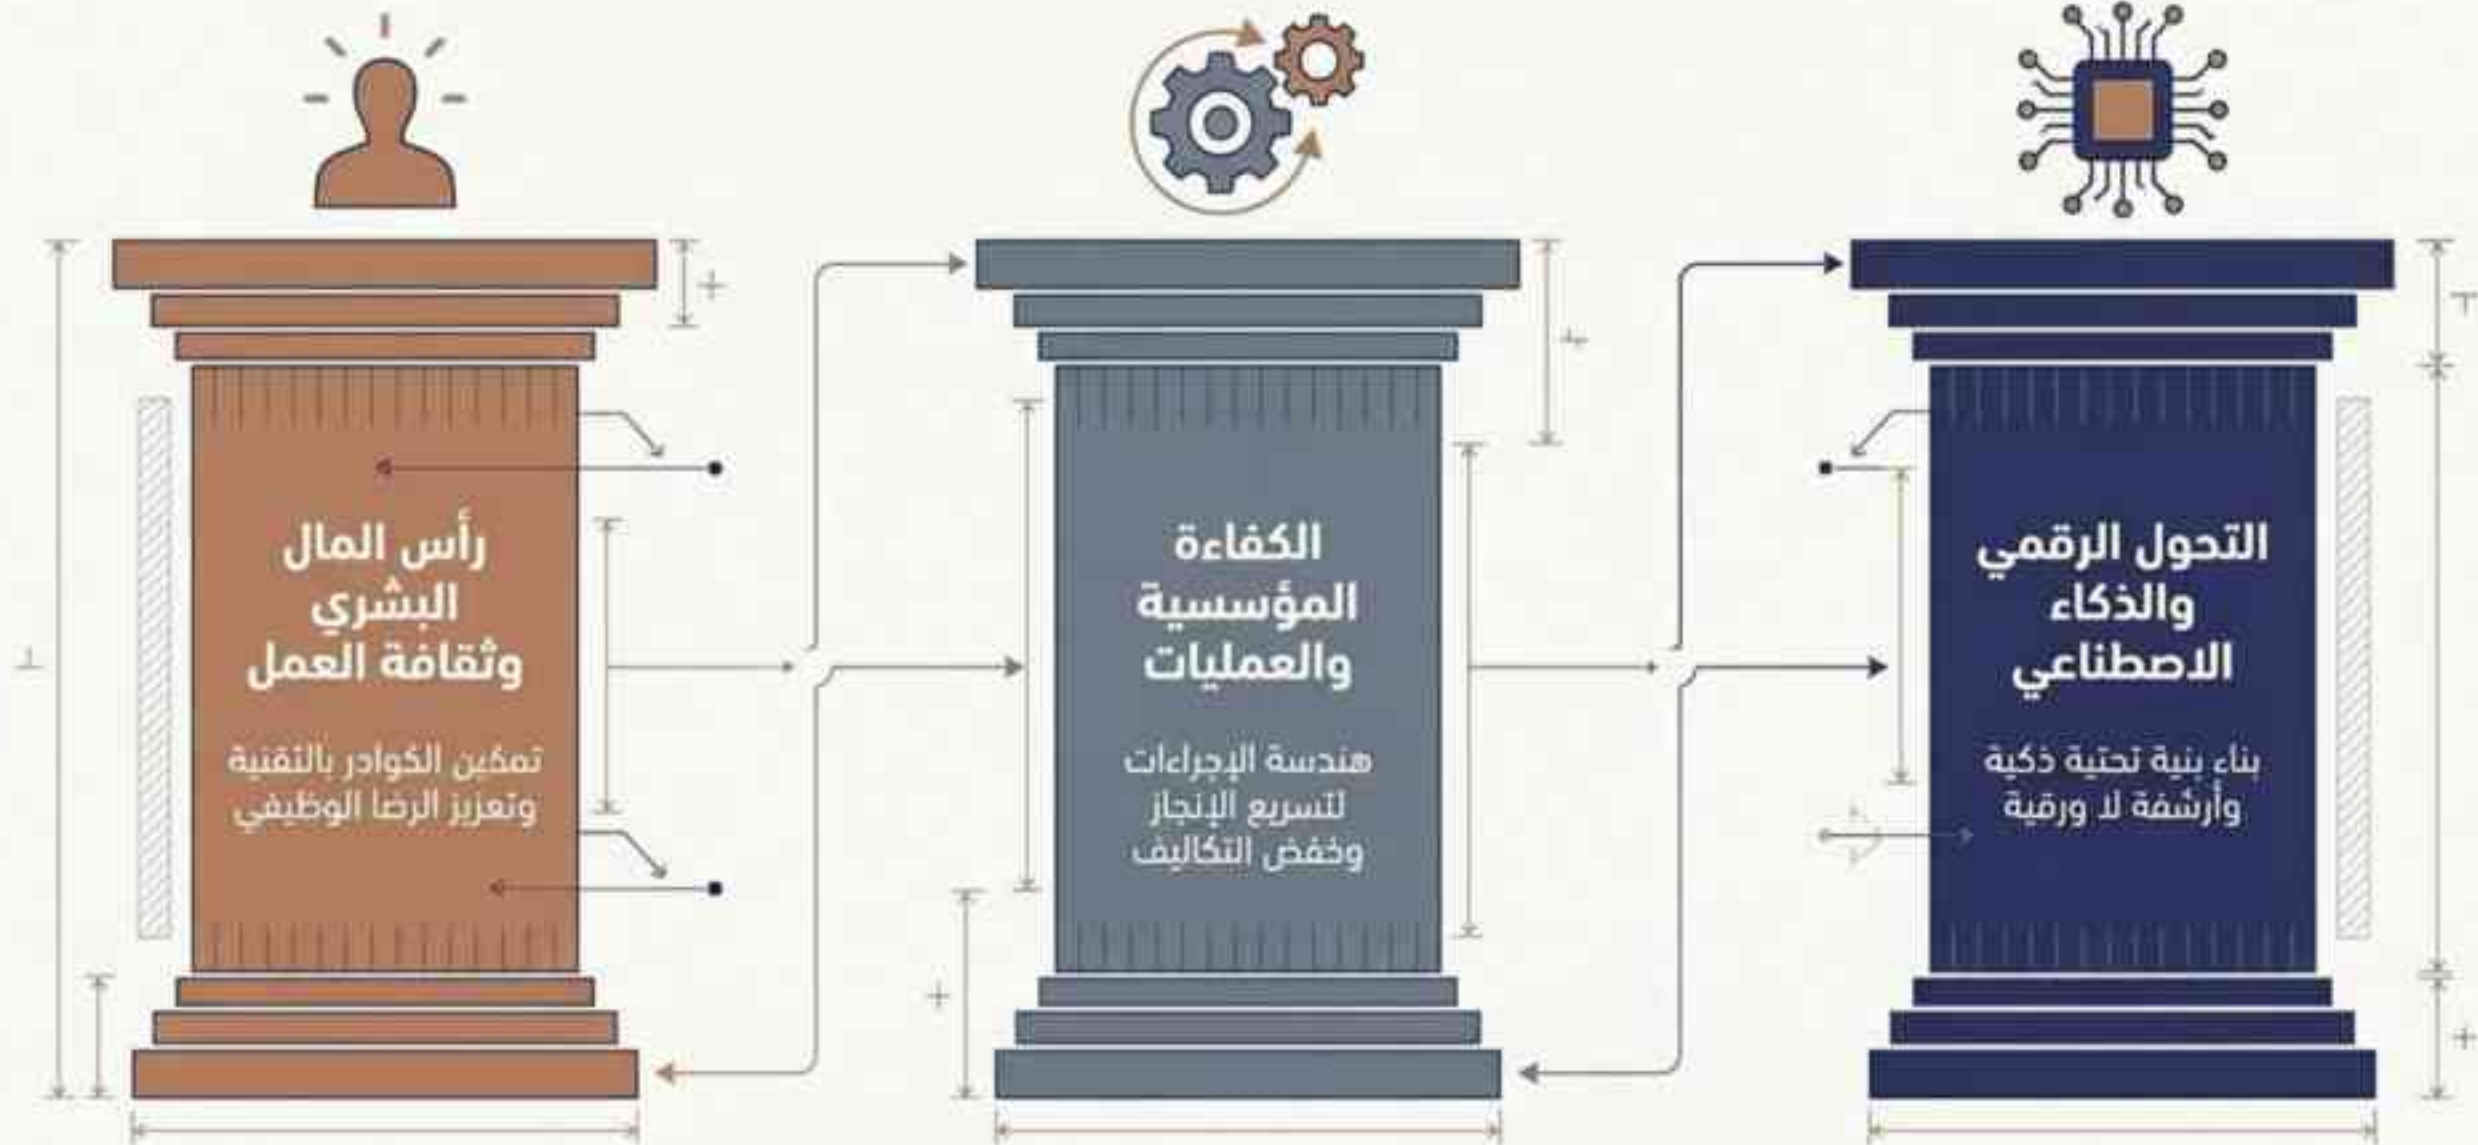 التحول الرقمي
والذكاء
الاصطناعي
بناء بنية تحتية ذكية
وأرشفة لا ورقية
الكفاءة
المؤسسية
والعمليات
هندسة الإجراءات
لتسريع الإنجاز
وخفض التكاليف
رأس المال
البشري
وثقافة العمل
تمكين الكوادر بالتقنية
وتعزيز الرضا الوظيفي